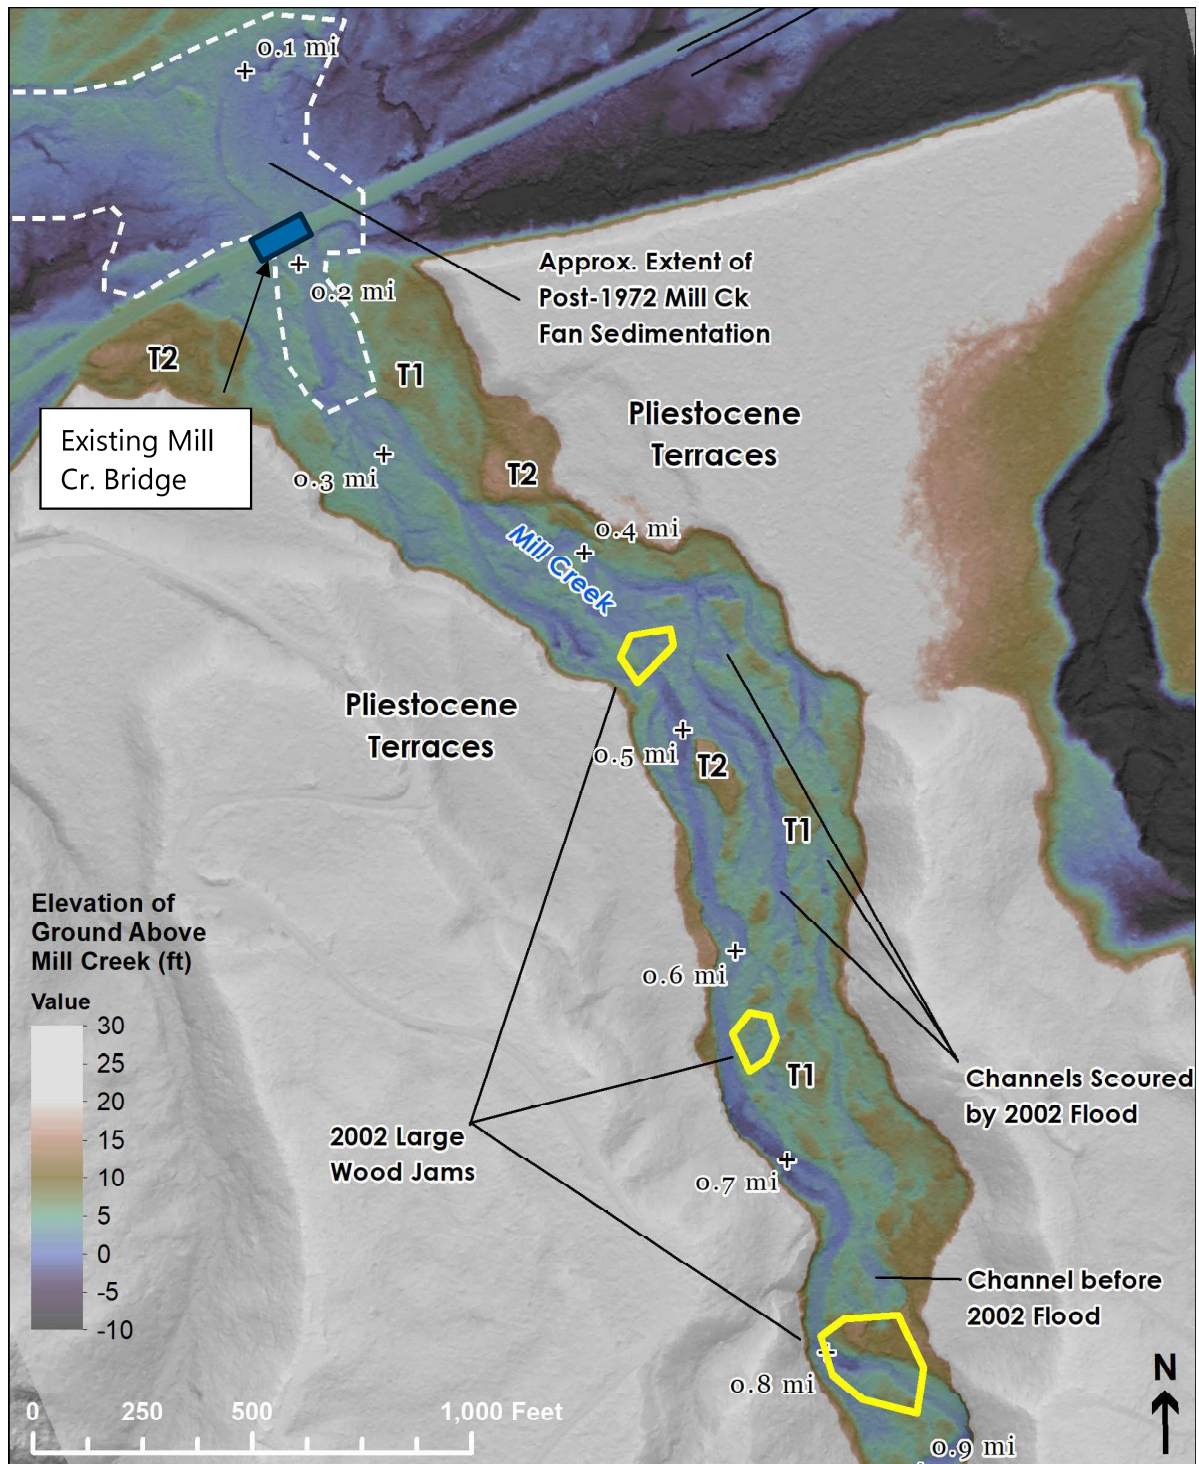 0.1 mi
Approx. Extent of
Post-1972 Mill Ck
Fan Sedimentation
0.2 mi
T2
T1
Pliestocene
Terraces
Existing Mill
Cr. Bridge
0.3 mi
T2
0.4 mi
Mill Creek
Pliestocene
Terraces
0.5 mi
T2
T1
Elevation of
Ground Above
Mill Creek (ft)
Value
30
25
20
15
10
5
0
-5
-10
0.6 mi
T1
Channels Scoured
by 2002 Flood
2002 Large
Wood Jams
0.7 mi
Channel before
2002 Flood
0.8 mi
N
0 250 500 1,000 Feet
0.9 mi